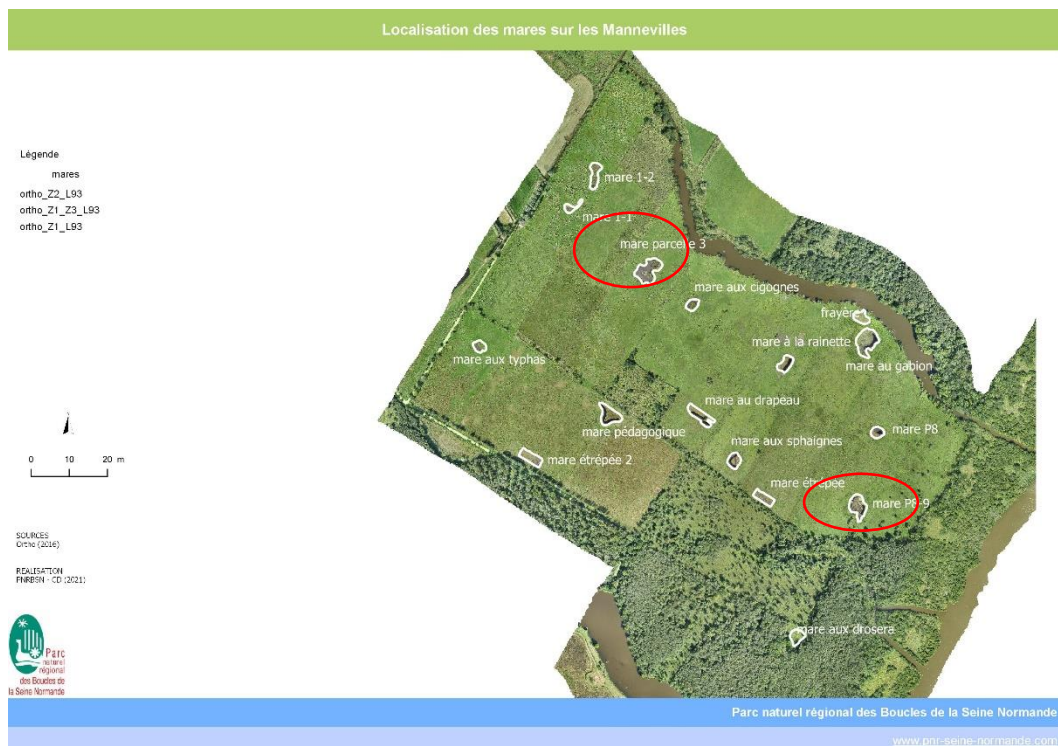 Localisation des mares sur les Mannevilles
Légende
mares
ortho_Z2_L93
ortho_Z1_Z3_L93
ortho_Z1_L93
mare 1-2
mare 1-1
mare parcelle 3
mare aux cigognes
frayère
mare à la rainette
mare au gabion
mare aux typhas
mare au drapeau
mare pédagogique
mare P8
mare aux sphaignes
mare étrépée 2
mare étrépée
mare P8-9
mare aux drosera
0 10 20 m
SOURCES
Ortho (2016)
REALISATION
PNRBSN - CD (2021)
Parc
naturel
régional
des Boucles de
la Seine Normande
Parc naturel régional des Boucles de la Seine Normande
www.pnr-seine-normande.com